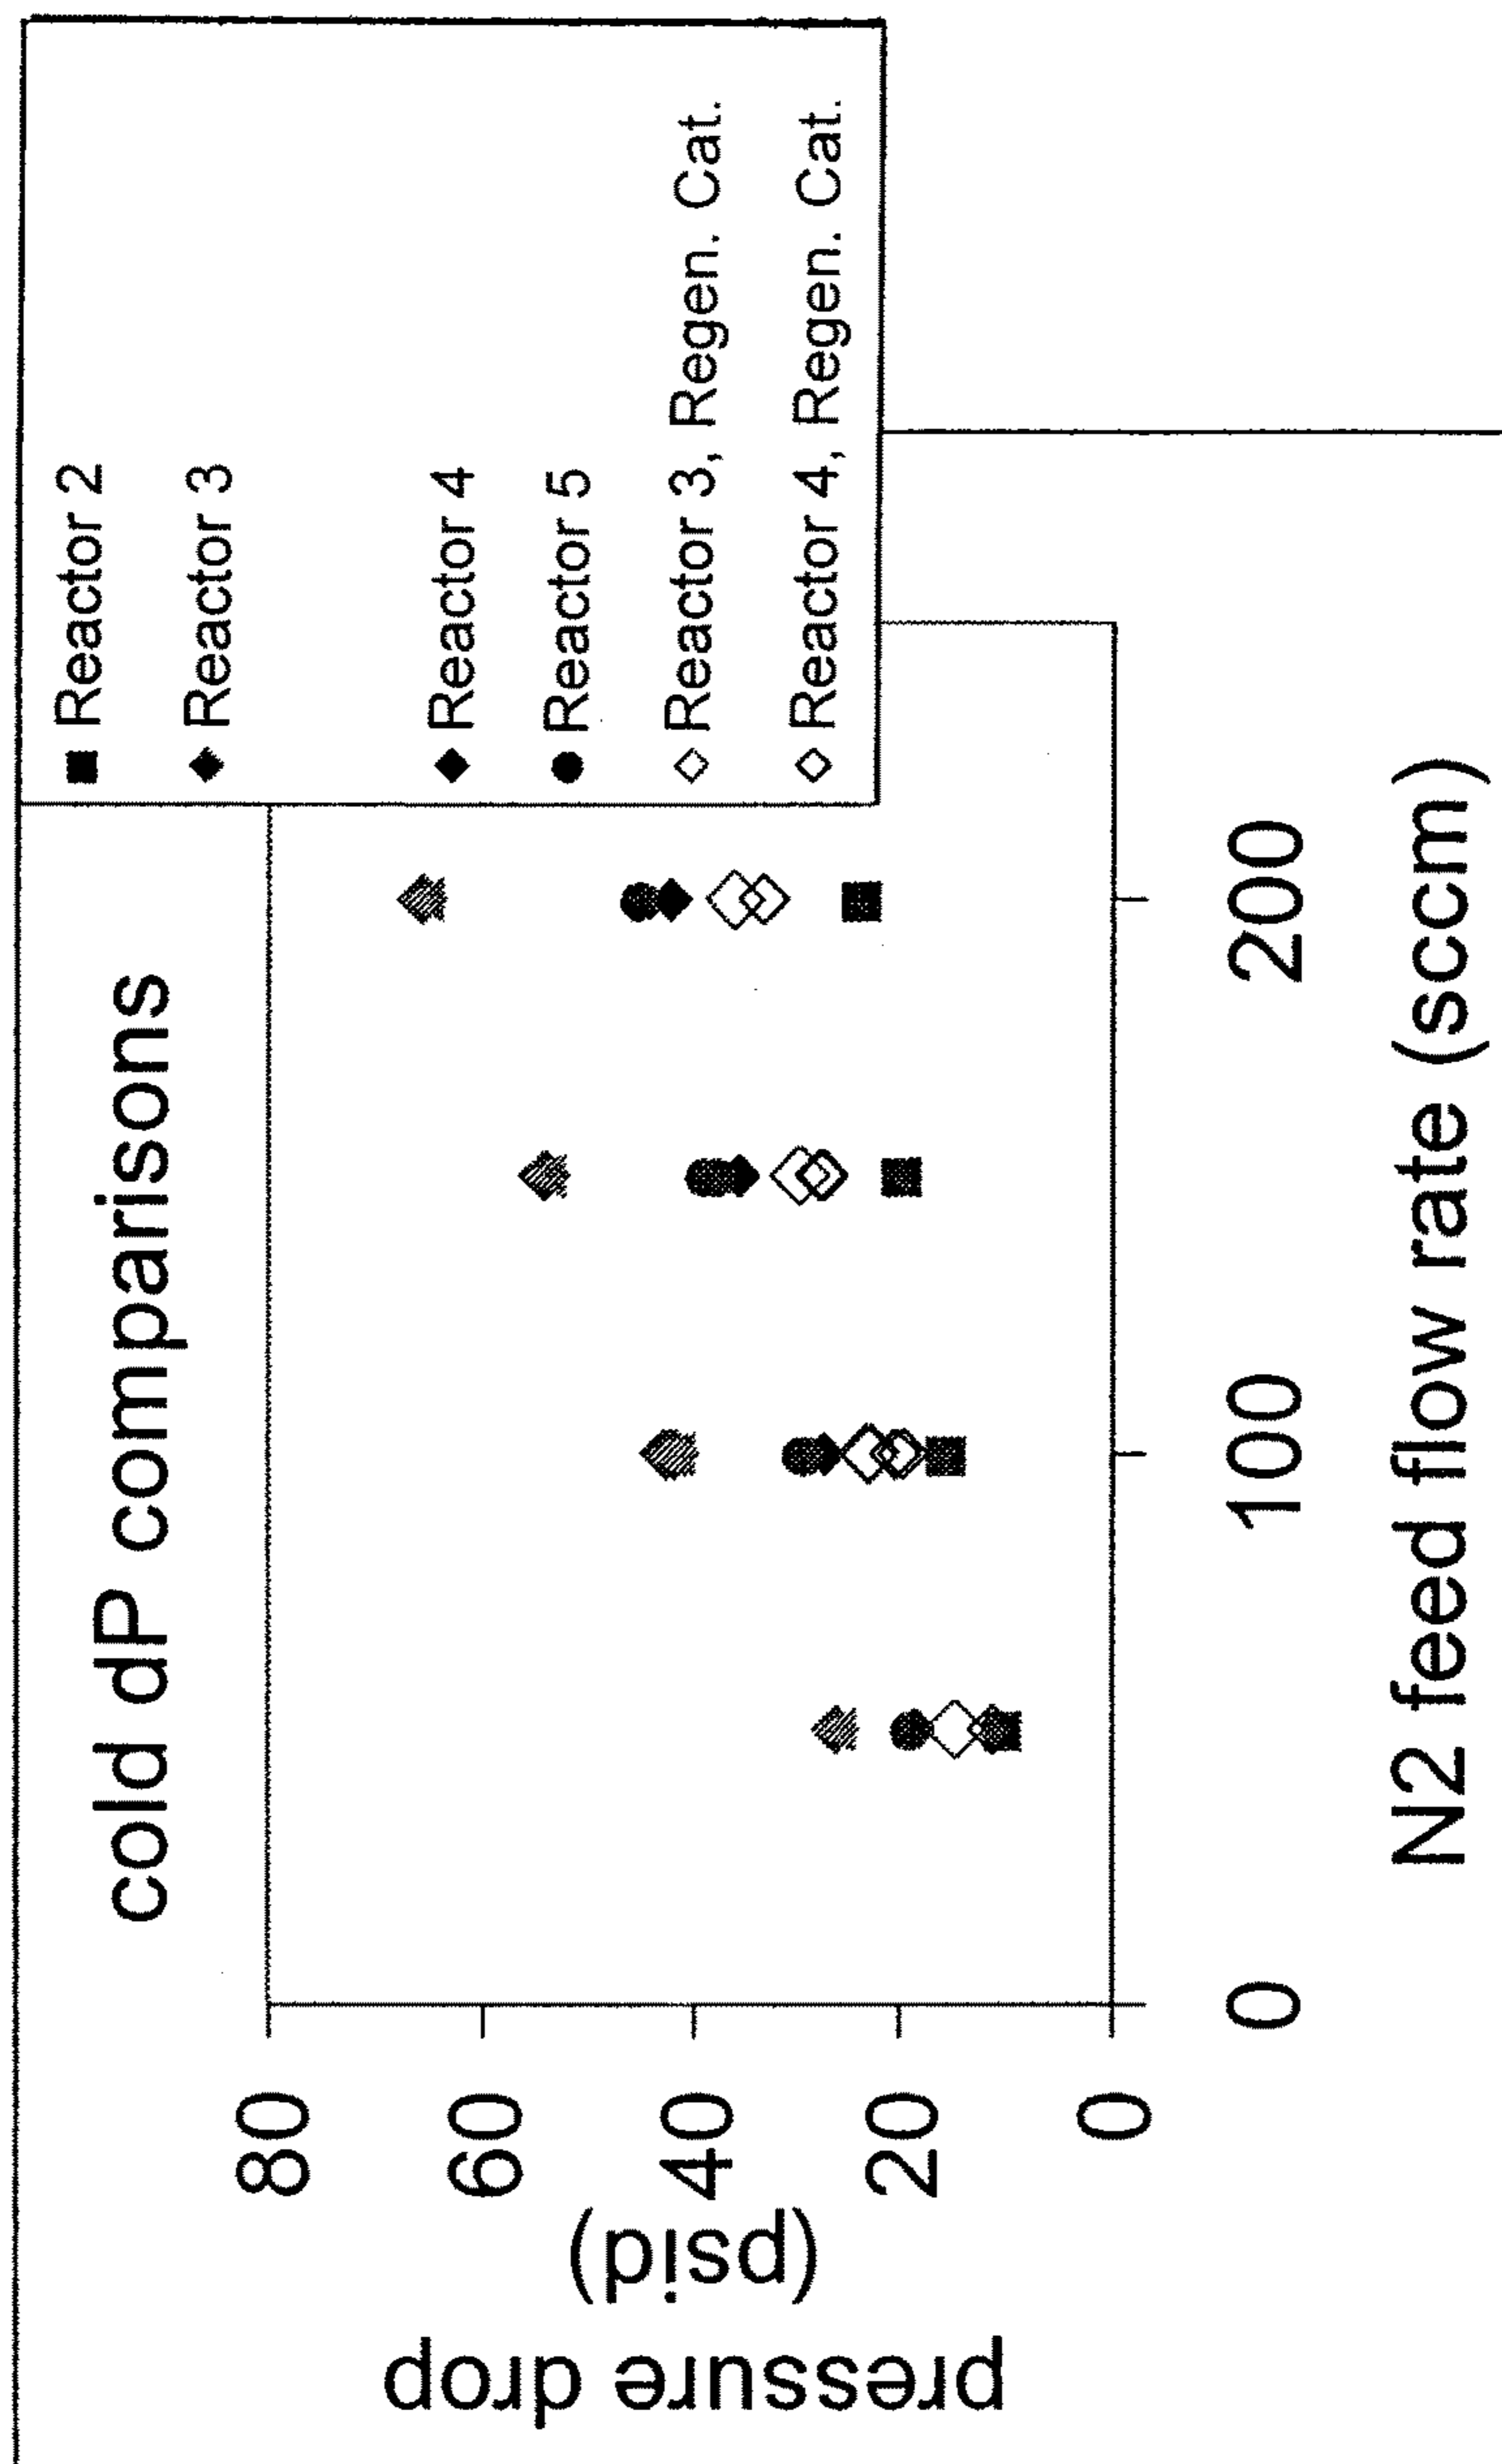 cold dP comparisons
pressure drop
(psid)
80
60
40
20
0
0
100
200
N2 feed flow rate (sccm)
Reactor 2
Reactor 3
Reactor 4
Reactor 5
Reactor 3, Regen. Cat.
Reactor 4, Regen. Cat.